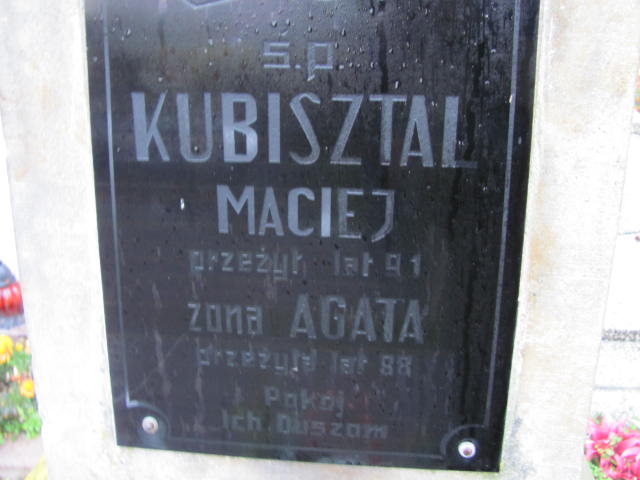 ś.p.
KUBISZTAL
MACIEJ
przeżył lat 91
żona AGATA
przeżyła lat 88
Pokój
Ich Duszom